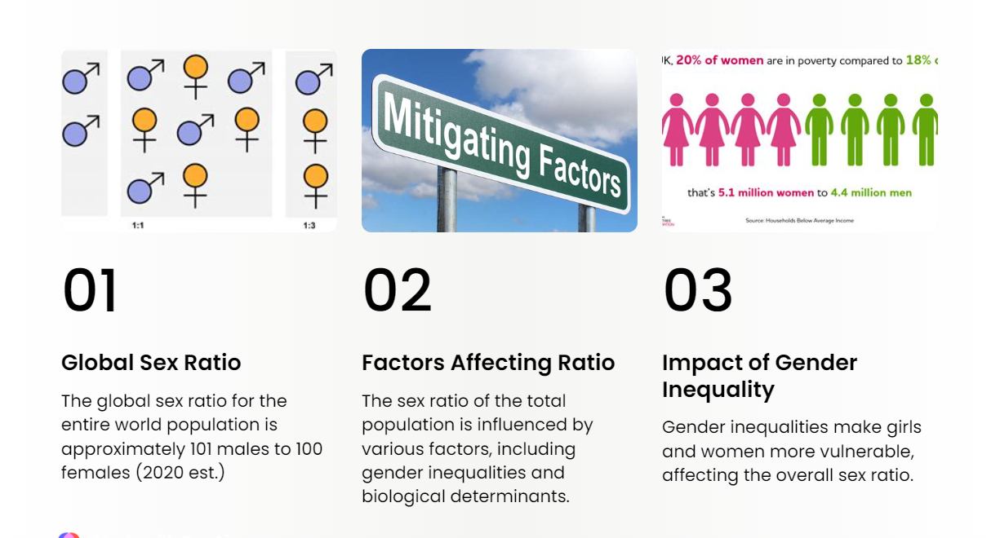 1:1
1:3
Mitigating Factors
UK, 20% of women are in poverty compared to 18%
that's 5.1 million women to 4.4 million men
Source: Households Below Average Income
01
Global Sex Ratio
The global sex ratio for the
entire world population is
approximately 101 males to 100
females (2020 est.)
02
Factors Affecting Ratio
The sex ratio of the total
population is influenced by
various factors, including
gender inequalities and
biological determinants.
03
Impact of Gender
Inequality
Gender inequalities make girls
and women more vulnerable,
affecting the overall sex ratio.